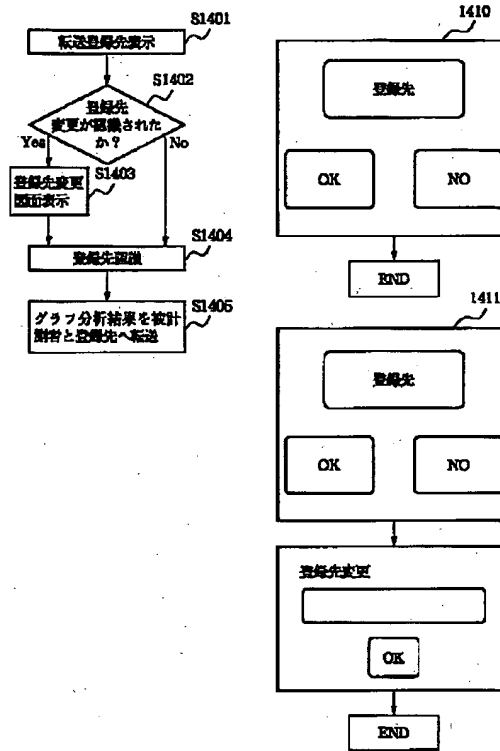 S1401
転送登録先表示
S1402
登録先
変更が認識された
か?
Yes
No
S1403
登録先変更
画面表示
S1404
登録先認識
S1405
グラフ分析結果を被計
測者と登録先へ転送
1410
登録先
OK
NO
END
1411
登録先
OK
NO
登録先変更
OK
END